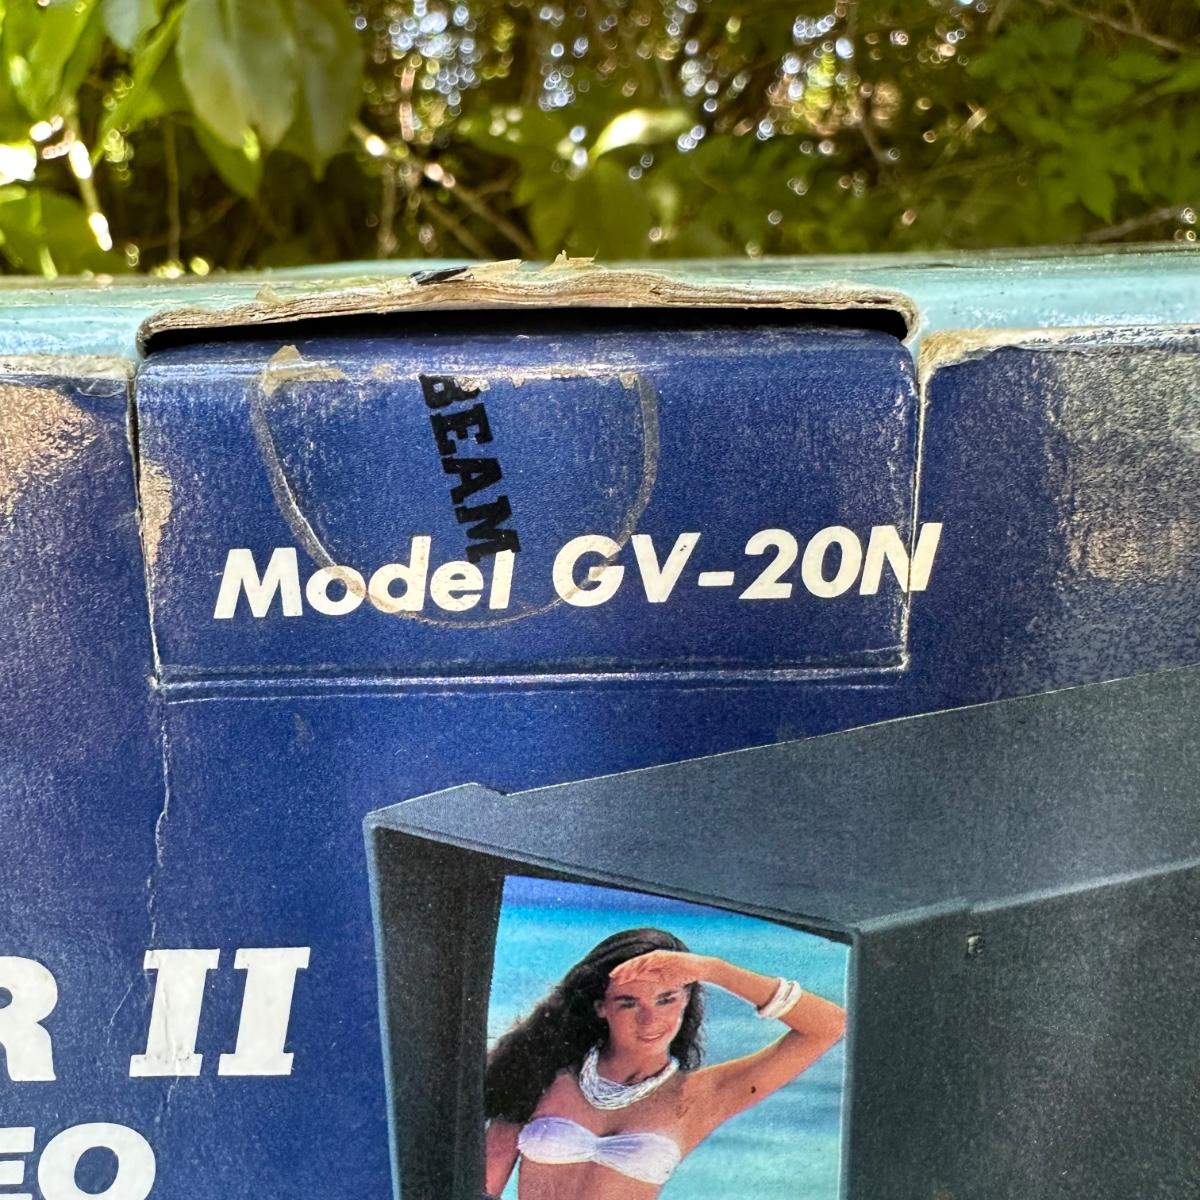 BEAM
Model GV-20N
R II
EO